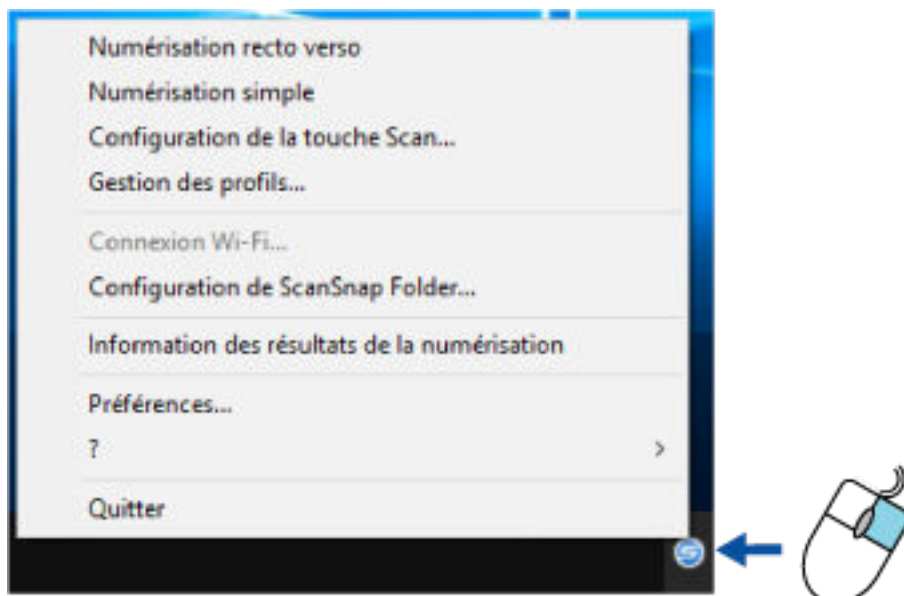 Numérisation recto verso
Numérisation simple
Configuration de la touche Scan...
Gestion des profils...
Connexion Wi-Fi...
Configuration de ScanSnap Folder...
Information des résultats de la numérisation
Préférences...
?
Quitter